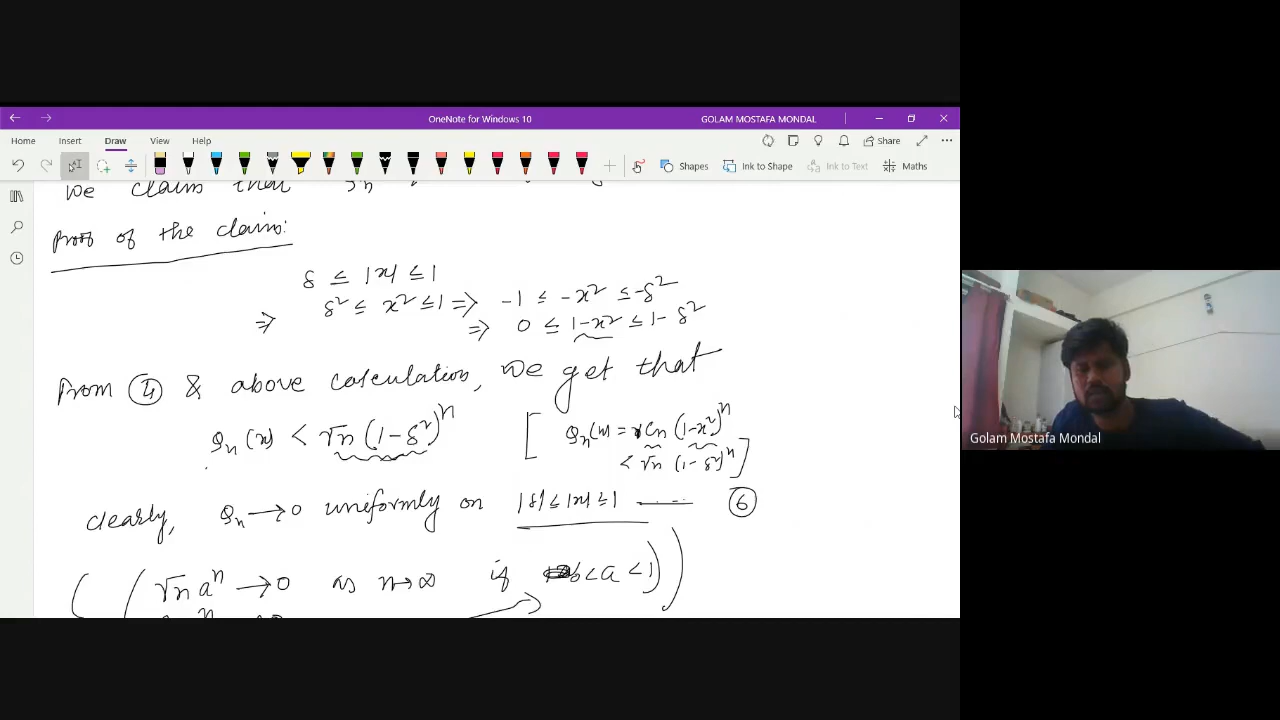 OneNote for Windows 10
GOLAM MOSTAFA MONDAL
Home Insert Draw View Help
Share
Shapes Ink to Shape Ink to Text Maths
We claim that
proof of the claim:
δ ≤ |x| ≤ 1
⇒ δ² ≤ x² ≤ 1 ⇒ -1 ≤ -x² ≤ -δ²
⇒ 0 ≤ 1-x² ≤ 1-δ²
From ④ & above calculation, we get that
Qn(x) < √n (1-δ²)^n [ Qn(x) = Cn (1-x²)^n
< √n (1-δ²)^n ]
clearly, Qn → 0 uniformly on |δ| ≤ |x| ≤ 1 ⑥
( ( √n a^n → 0 as n→∞ if < a < 1 ) )
Golam Mostafa Mondal